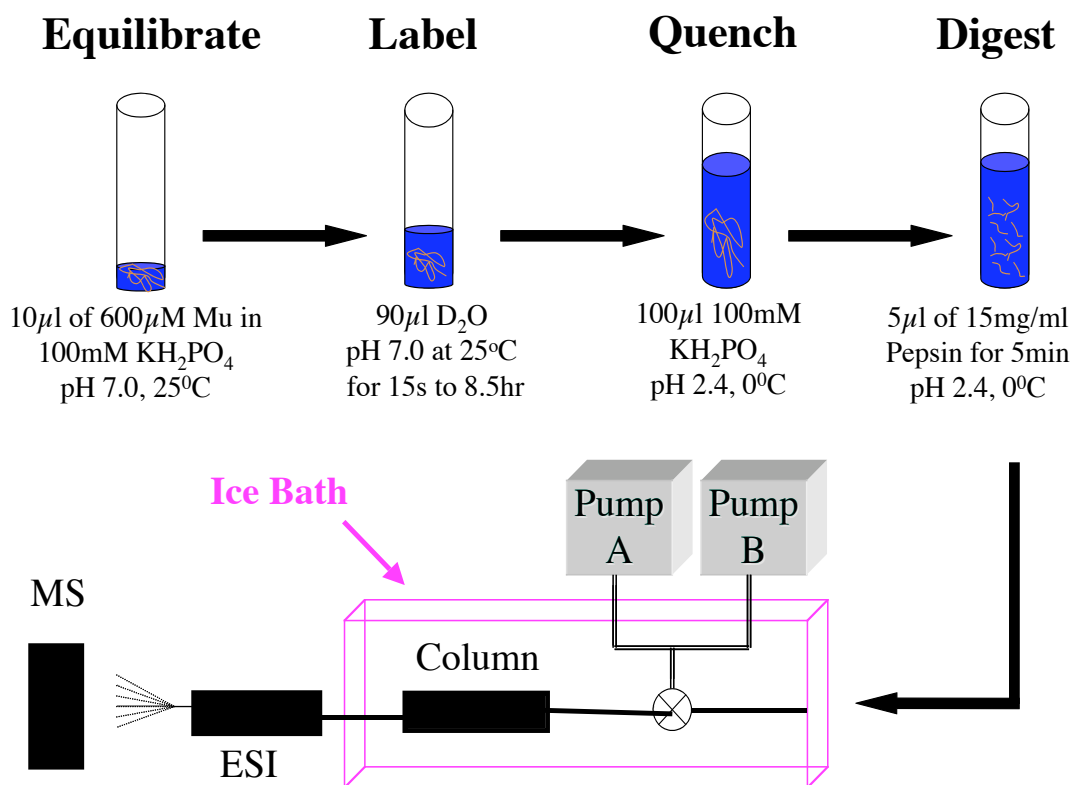 Equilibrate
Label
Quench
Digest
10µl of 600µM Mu in
100mM KH₂PO₄
pH 7.0, 25⁰C
90µl D₂O
pH 7.0 at 25ᵒC
for 15s to 8.5hr
100µl 100mM
KH₂PO₄
pH 2.4, 0⁰C
5µl of 15mg/ml
Pepsin for 5min
pH 2.4, 0⁰C
Ice Bath
Pump
A
Pump
B
MS
Column
ESI